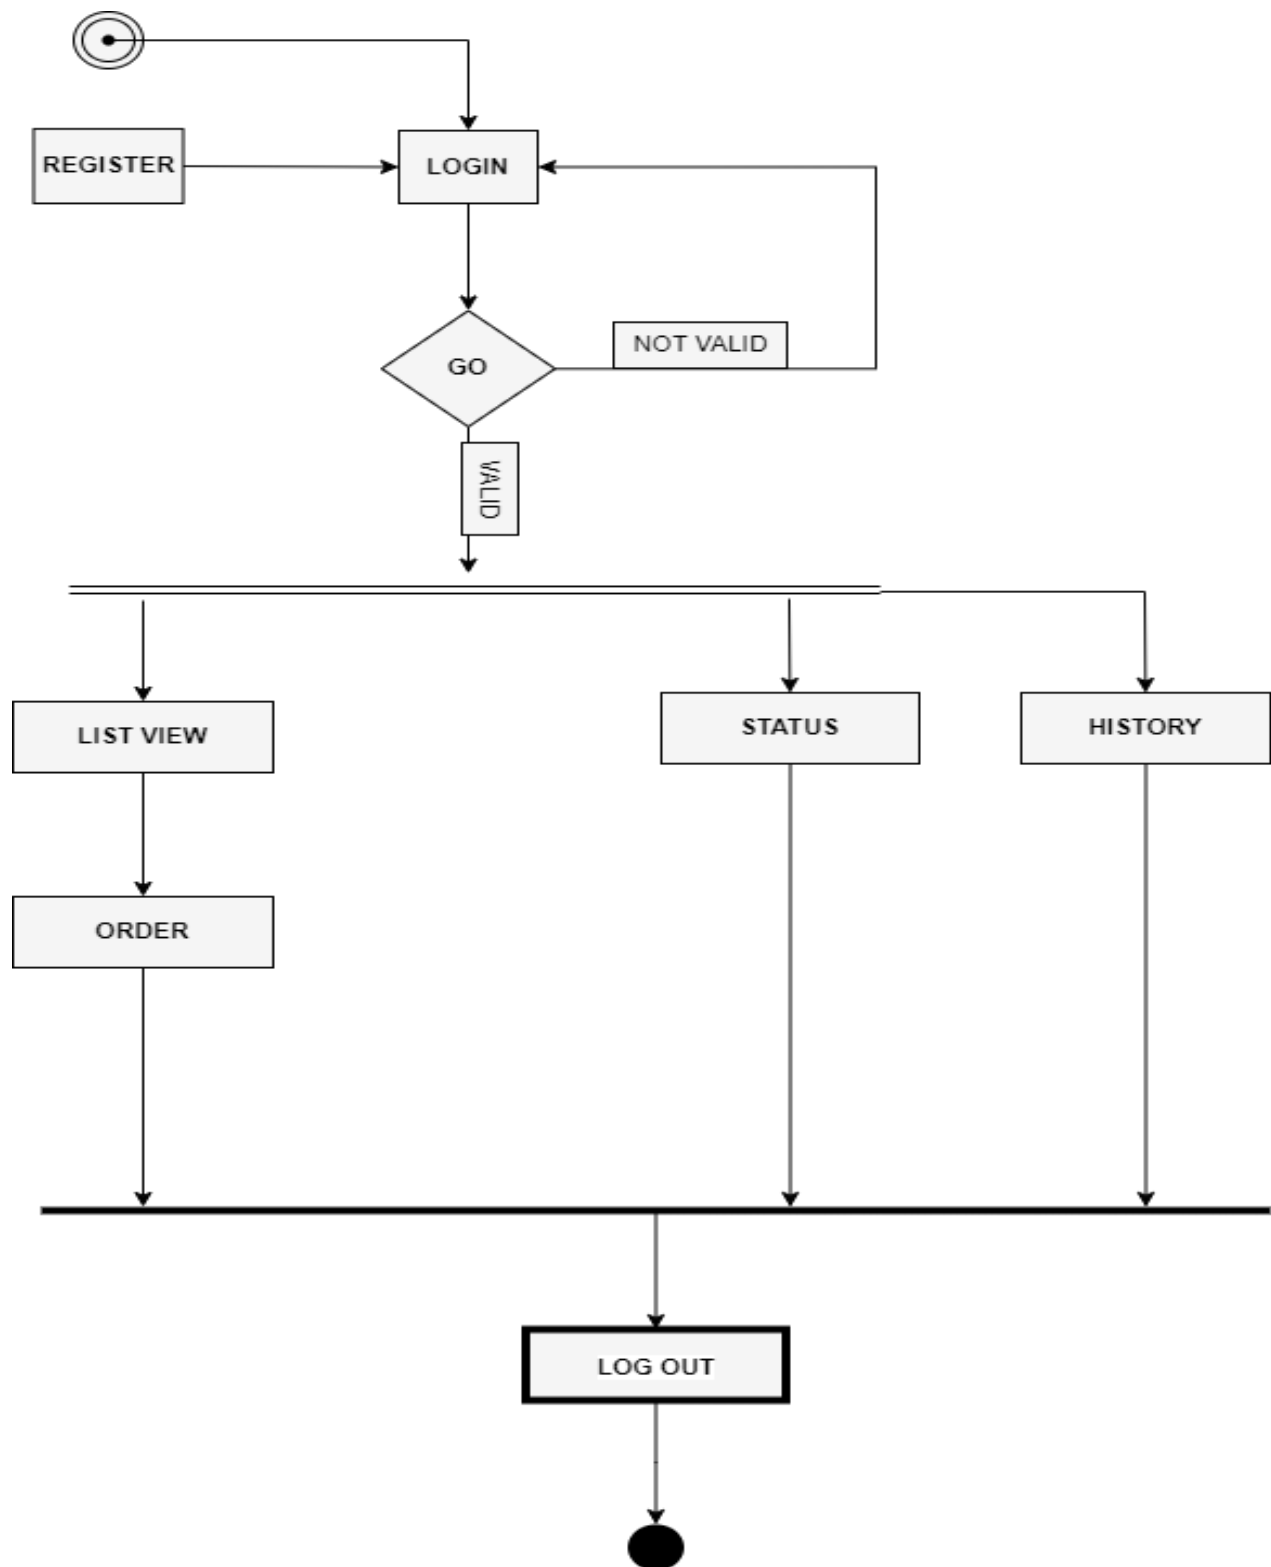 REGISTER
LOGIN
GO
NOT VALID
VALID
LIST VIEW
STATUS
HISTORY
ORDER
LOG OUT